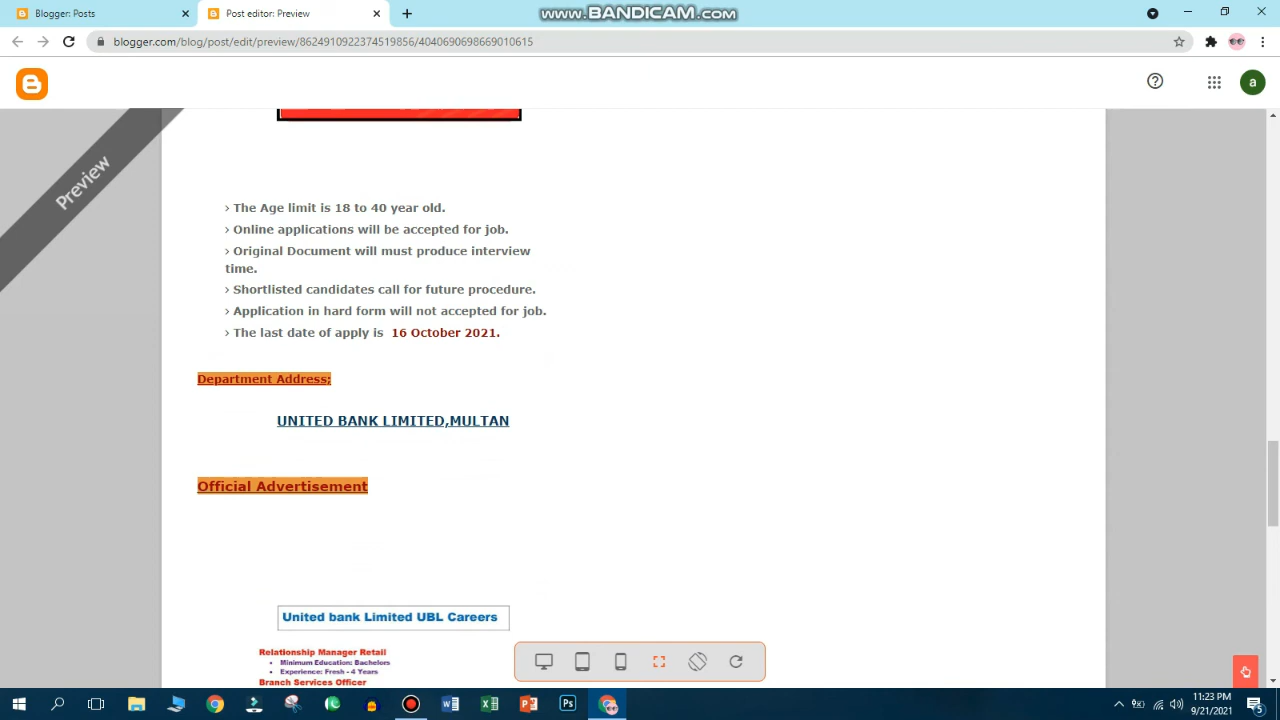 Blogger: Posts
Post editor: Preview
www.BANDICAM.com
blogger.com/blog/post/edit/preview/8624910922374519856/4040690698669010615
a
Preview
› The Age limit is 18 to 40 year old.
› Online applications will be accepted for job.
› Original Document will must produce interview
time.
› Shortlisted candidates call for future procedure.
› Application in hard form will not accepted for job.
› The last date of apply is 16 October 2021.
Department Address;
UNITED BANK LIMITED,MULTAN
Official Advertisement
United bank Limited UBL Careers
Relationship Manager Retail
• Minimum Education: Bachelors
• Experience: Fresh - 4 Years
Branch Services Officer
11:23 PM
9/21/2021